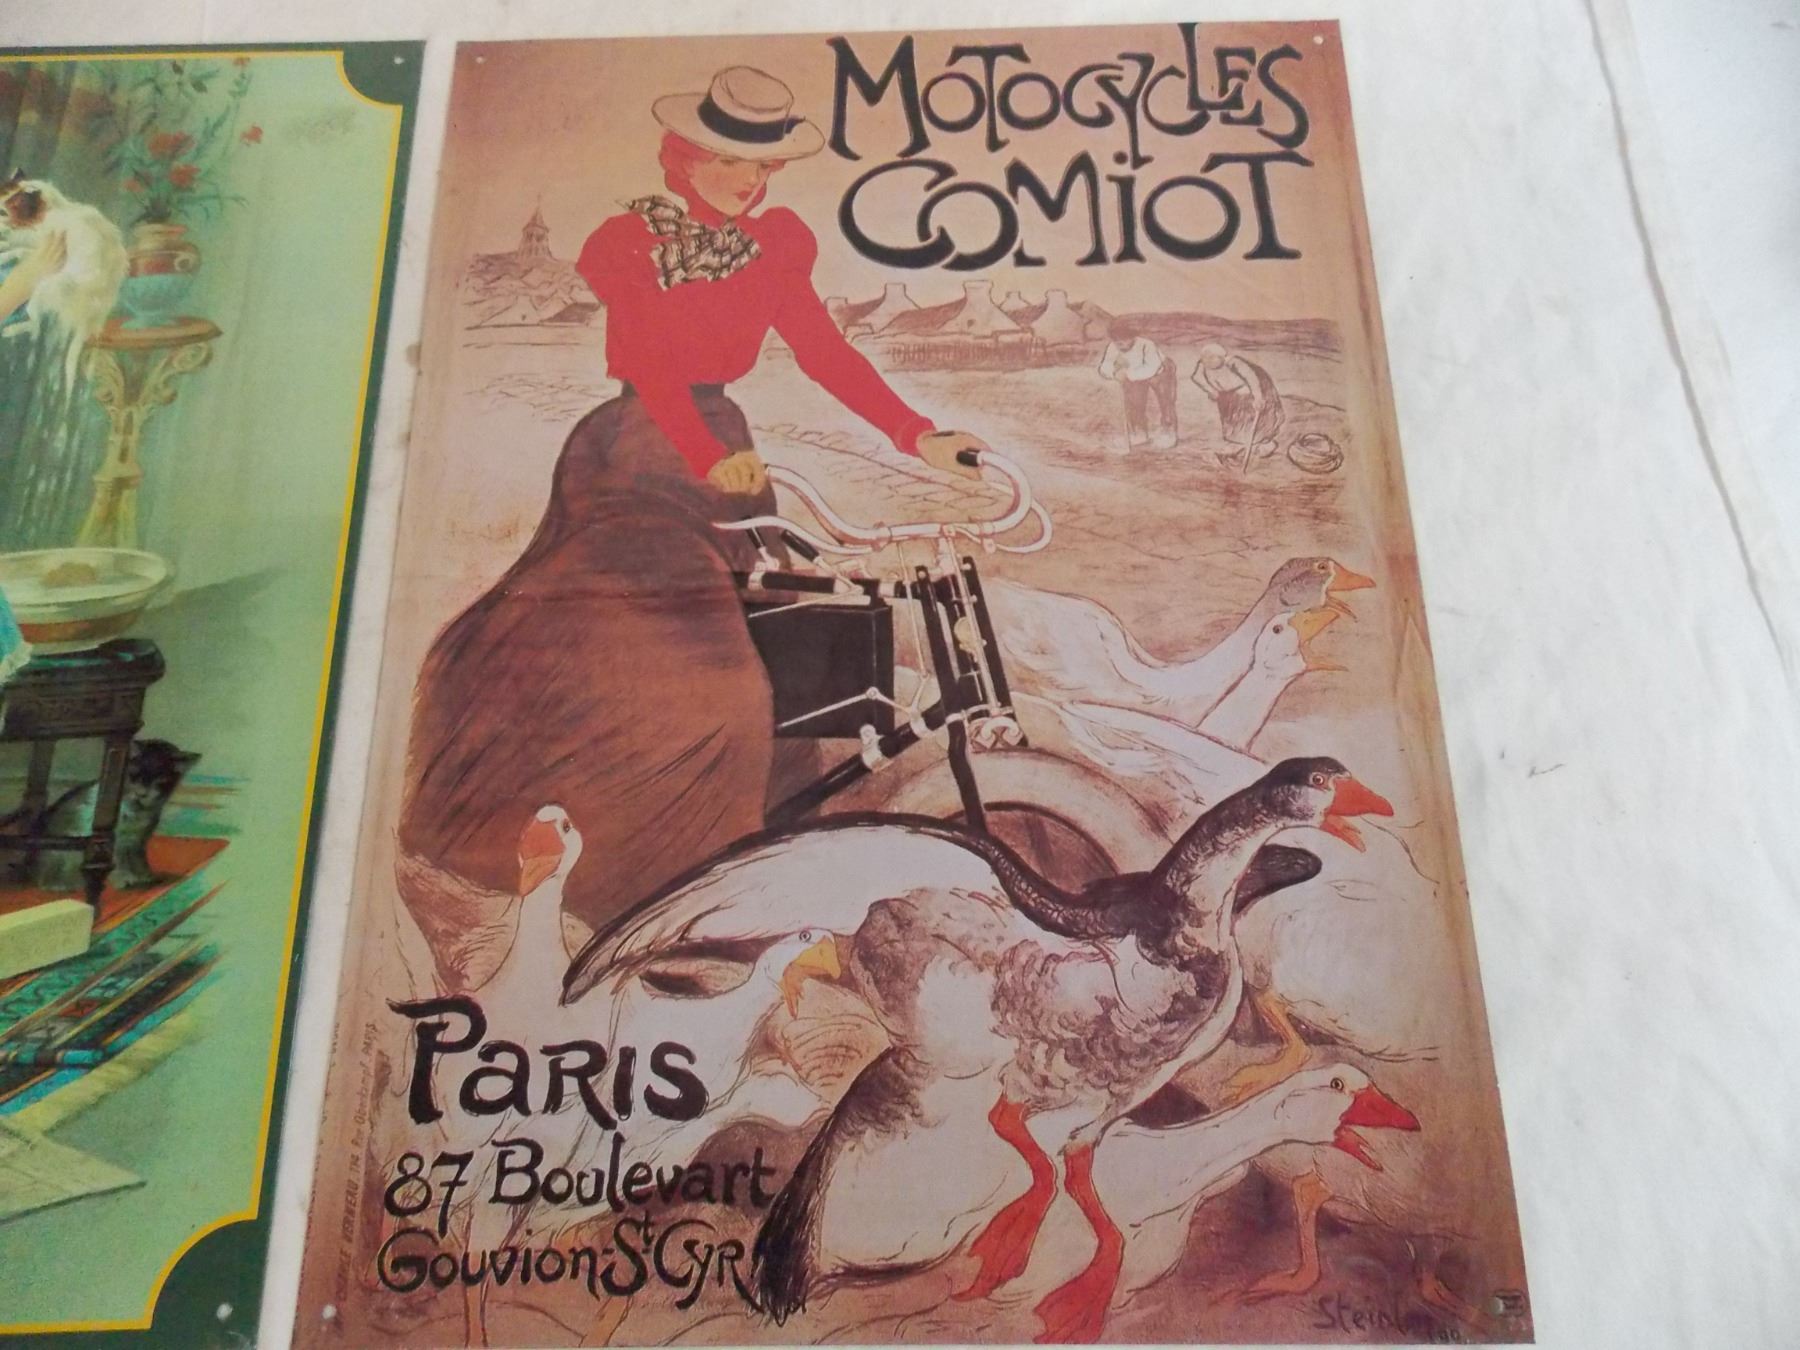 MOTOCYCLES
COMIOT
PARIS
87 Boulevart
Gouvion-St CYR
Steinlen